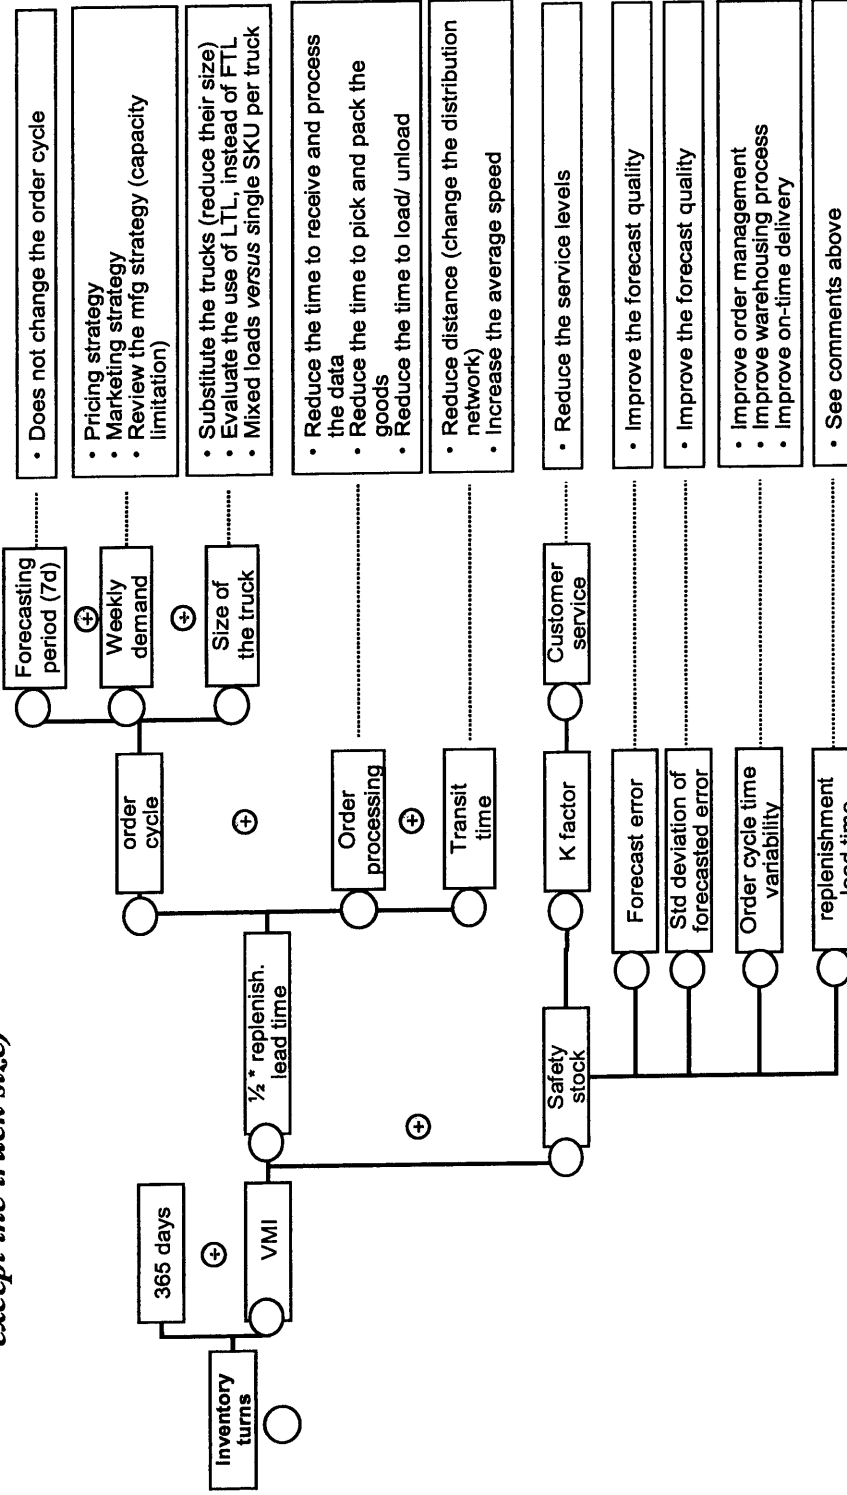 except the truck size)
Forecasting
period (7d)
• Does not change the order cycle
Weekly
demand
• Pricing strategy
• Marketing strategy
• Review the mfg strategy (capacity
limitation)
order
cycle
365 days
Size of
the truck
• Substitute the trucks (reduce their size)
• Evaluate the use of LTL, instead of FTL
• Mixed loads versus single SKU per truck
Inventory
turns
VMI
½ * replenish.
lead time
Order
processing
• Reduce the time to receive and process
the data
• Reduce the time to pick and pack the
goods
• Reduce the time to load/ unload
Transit
time
• Reduce distance (change the distribution
network)
• Increase the average speed
Safety
stock
K factor
Customer
service
• Reduce the service levels
Forecast error
• Improve the forecast quality
Std deviation of
forecasted error
• Improve the forecast quality
Order cycle time
variability
• Improve order management
• Improve warehousing process
• Improve on-time delivery
replenishment
lead time
• See comments above